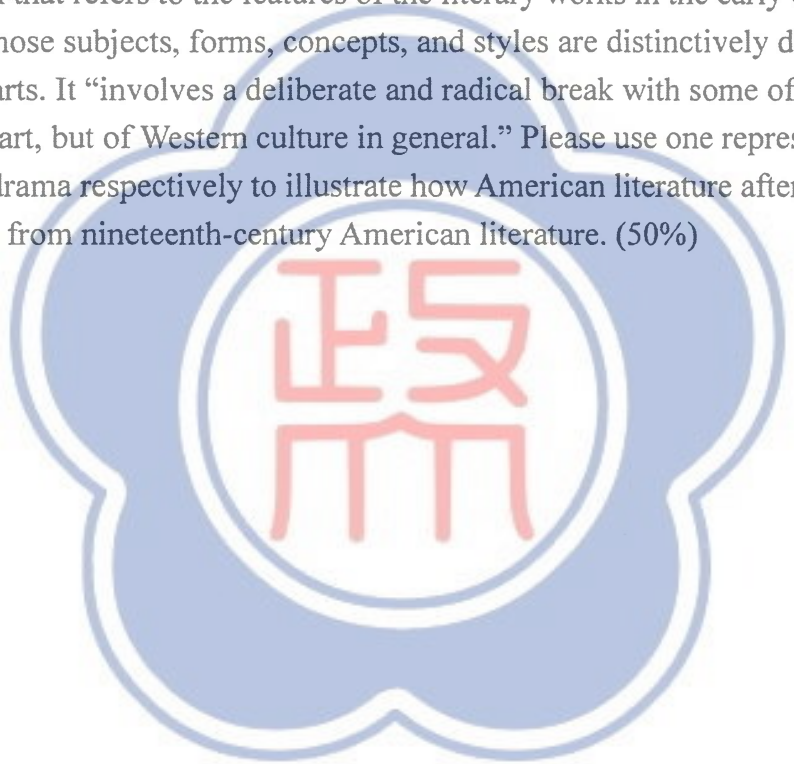 that refers to the features of the literary works in the early
hose subjects, forms, concepts, and styles are distinctively d
arts. It “involves a deliberate and radical break with some of
art, but of Western culture in general.” Please use one repres
drama respectively to illustrate how American literature after
from nineteenth-century American literature. (50%)
政
大